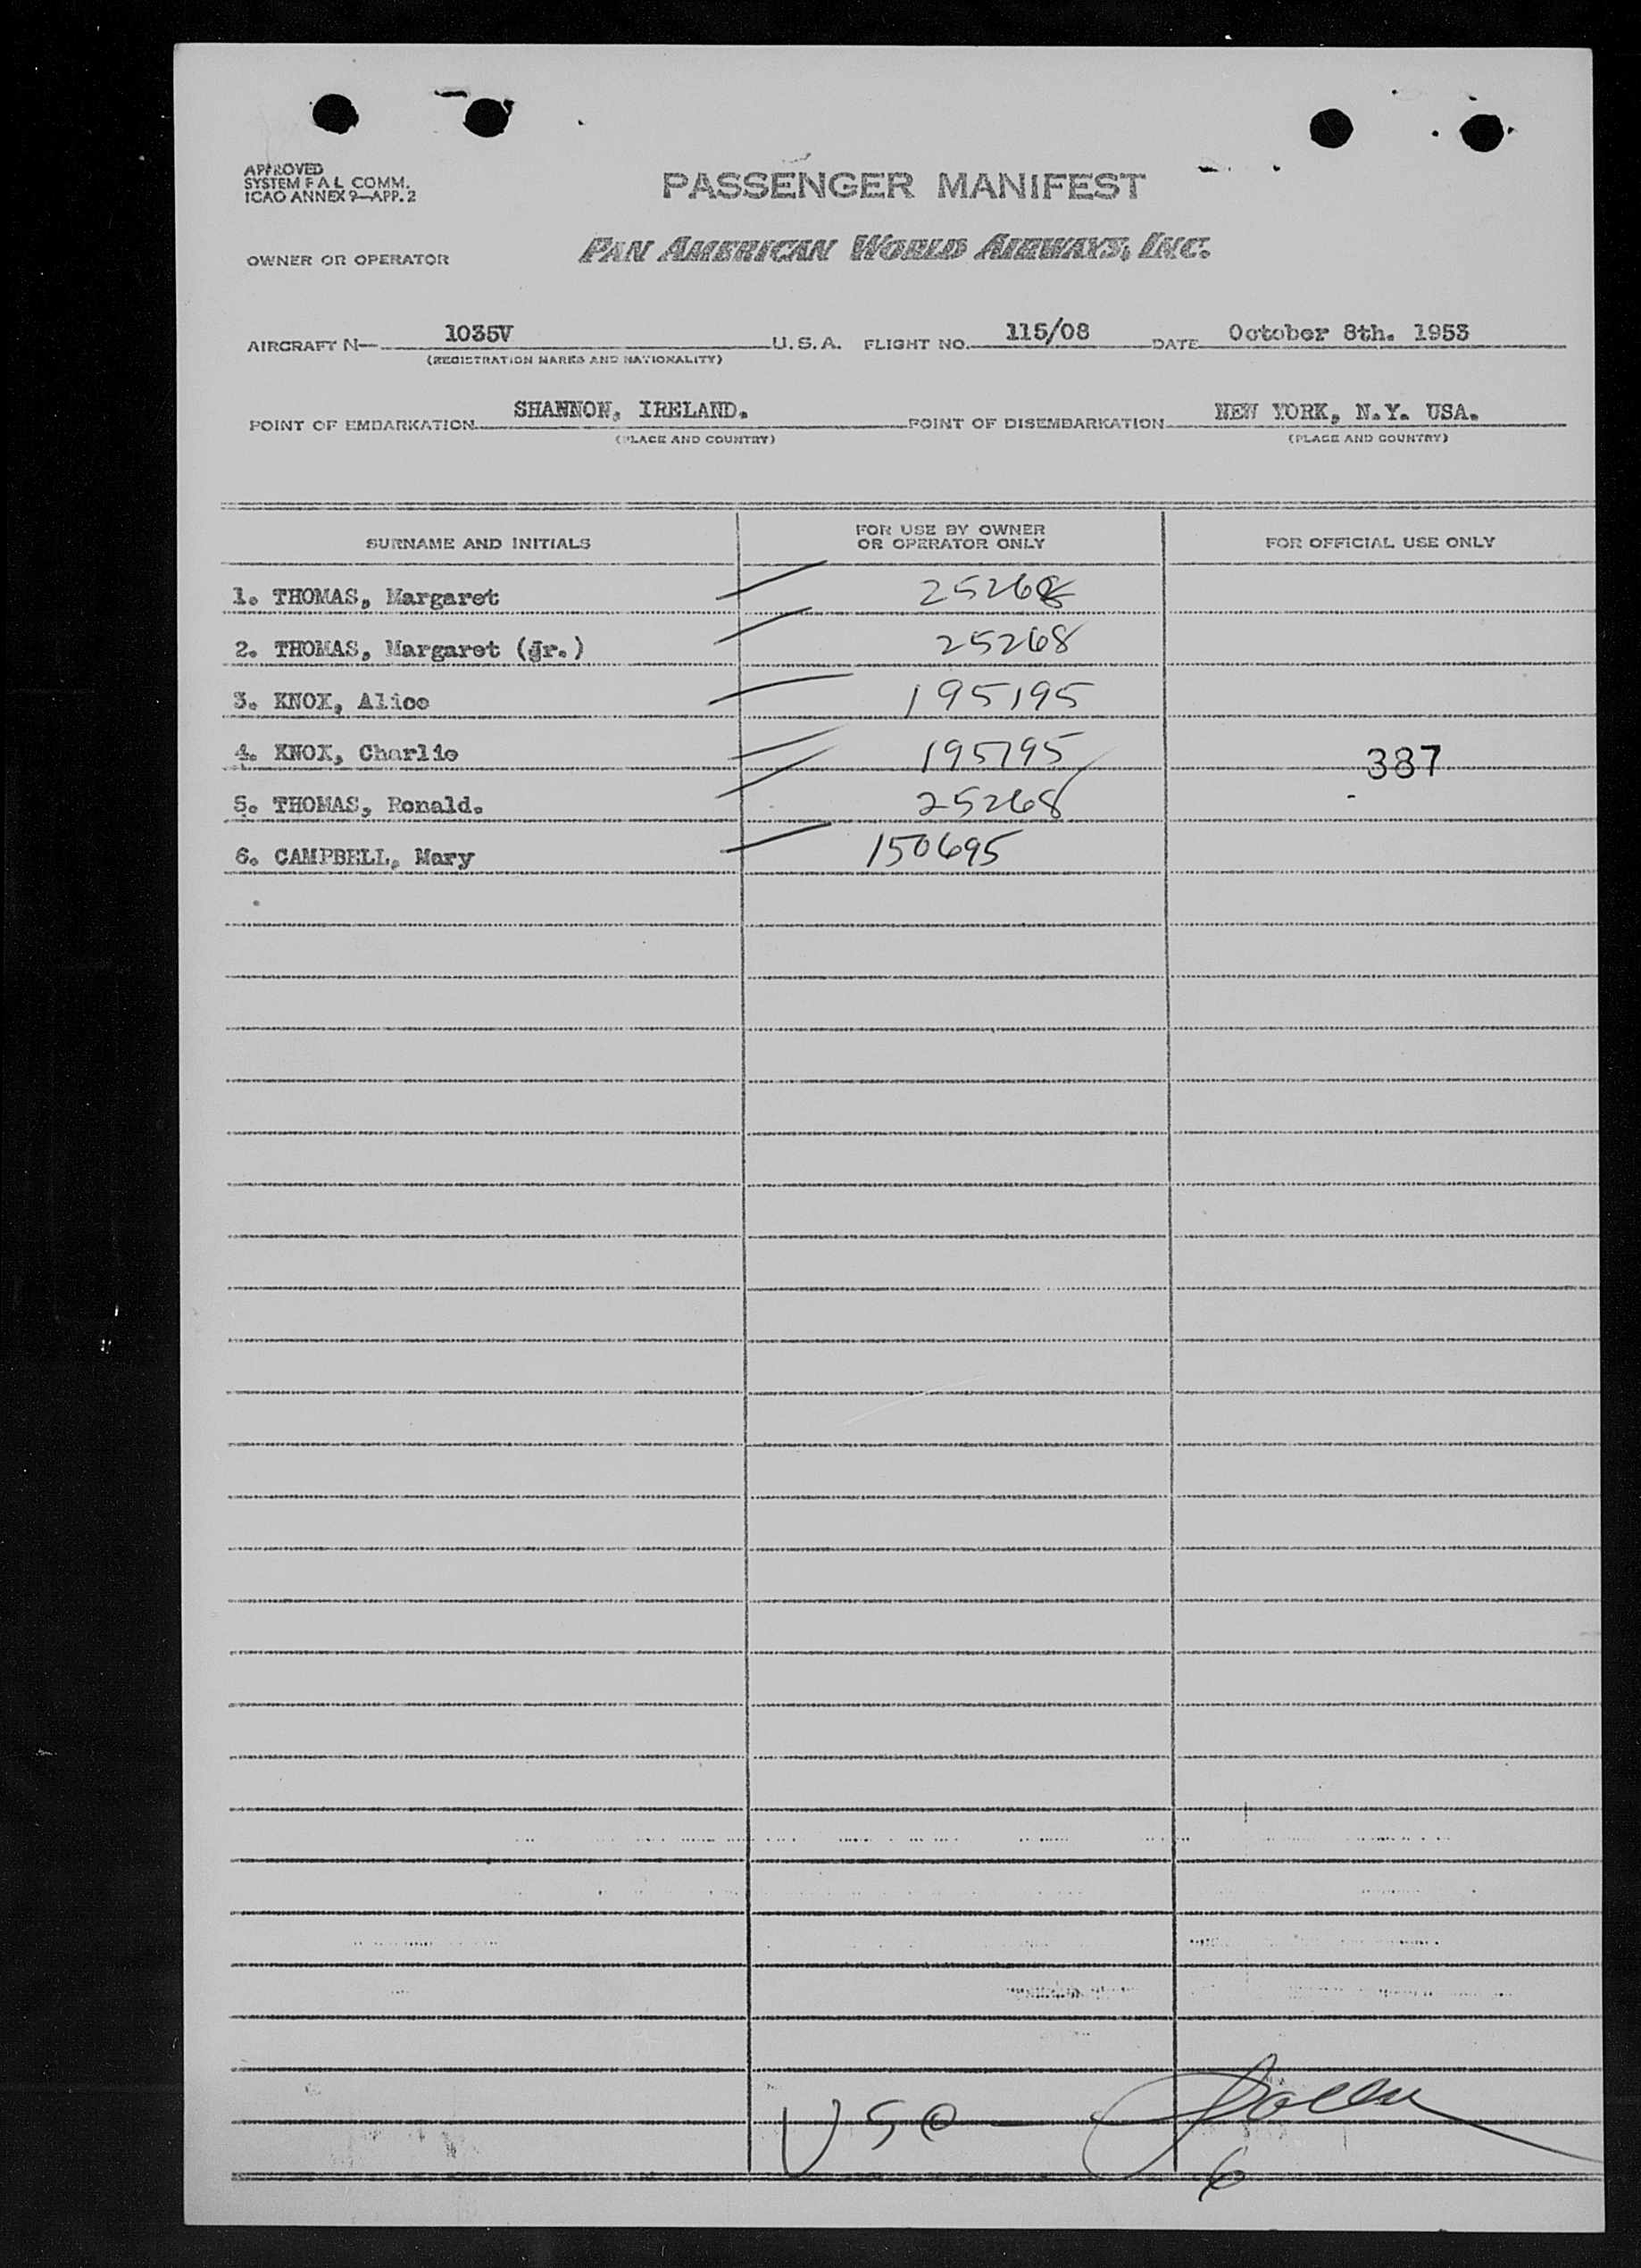 APPROVED
SYSTEM F A L COMM.
ICAO ANNEX 9—APP. 2
PASSENGER MANIFEST
OWNER OR OPERATOR PAN AMERICAN WORLD AIRWAYS, INC.
AIRCRAFT N— 1035V U. S. A. FLIGHT NO. 115/08 DATE October 8th. 1953
(REGISTRATION MARKS AND NATIONALITY)
POINT OF EMBARKATION SHANNON, IRELAND. POINT OF DISEMBARKATION NEW YORK, N.Y. USA.
(PLACE AND COUNTRY) (PLACE AND COUNTRY)
SURNAME AND INITIALS FOR USE BY OWNER OR OPERATOR ONLY FOR OFFICIAL USE ONLY
1. THOMAS, Margaret 25268
2. THOMAS, Margaret (Jr.) 25268
3. KNOX, Alice 195195
4. KNOX, Charlie 195195 387
5. THOMAS, Ronald. 25268
6. CAMPBELL, Mary 150695
6